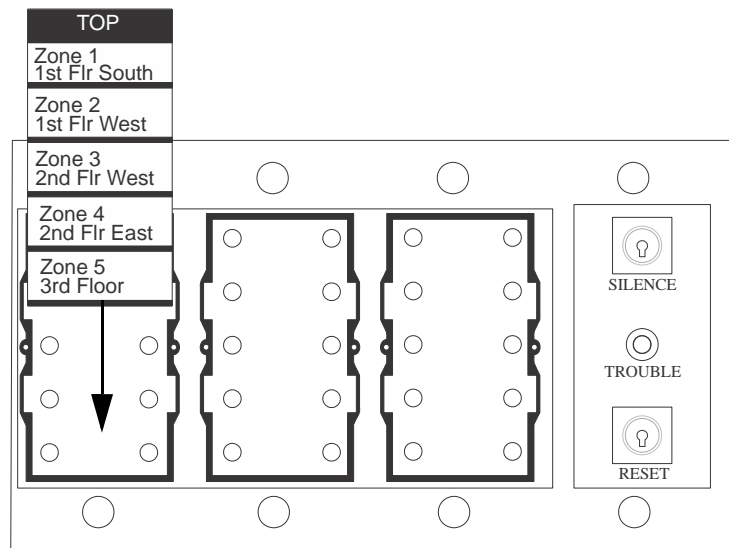 TOP
Zone 1
1st Flr South
Zone 2
1st Flr West
Zone 3
2nd Flr West
Zone 4
2nd Flr East
Zone 5
3rd Floor
SILENCE
TROUBLE
RESET